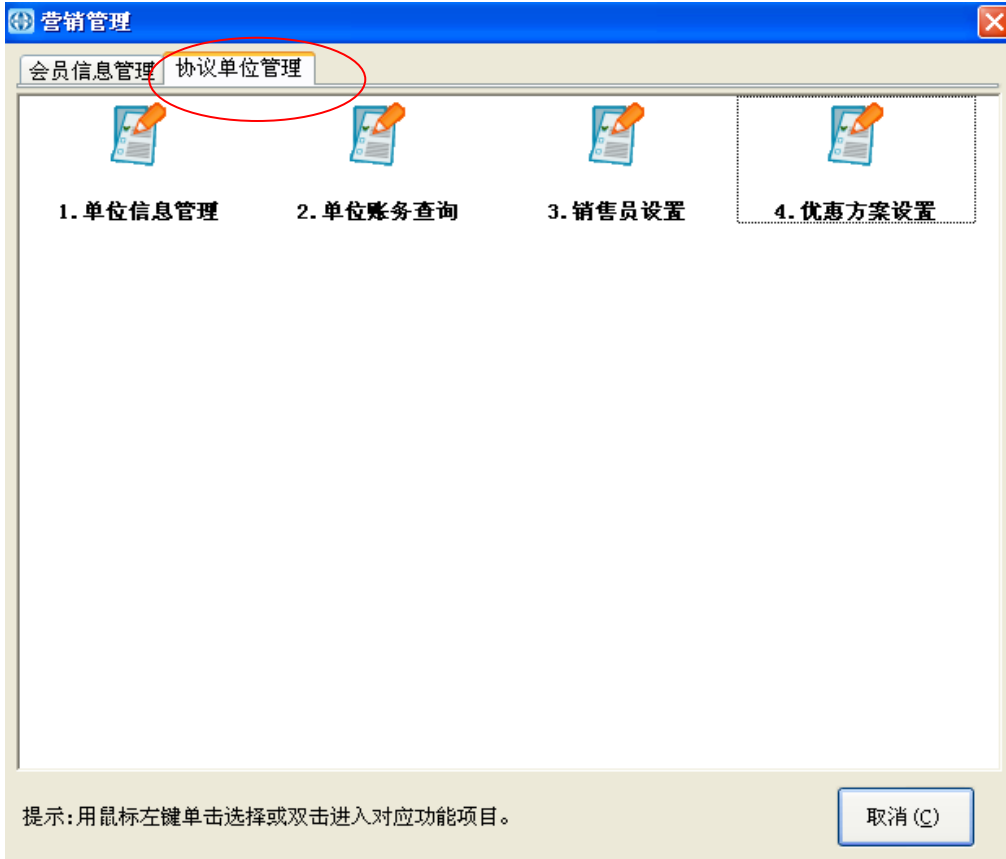 营销管理
会员信息管理 协议单位管理
1.单位信息管理 2.单位账务查询 3.销售员设置 4.优惠方案设置
提示:用鼠标左键单击选择或双击进入对应功能项目。
取消(C)